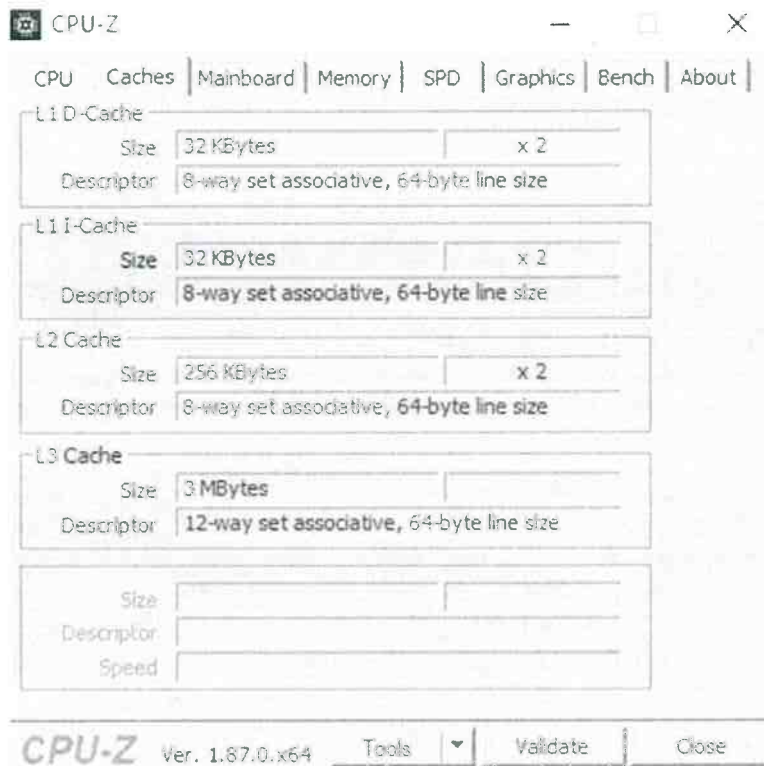 CPU-Z
CPU Caches Mainboard Memory SPD Graphics Bench About
L1 D-Cache
Size 32 KBytes x 2
Descriptor 8-way set associative, 64-byte line size
L1 I-Cache
Size 32 KBytes x 2
Descriptor 8-way set associative, 64-byte line size
L2 Cache
Size 256 KBytes x 2
Descriptor 8-way set associative, 64-byte line size
L3 Cache
Size 3 MBytes
Descriptor 12-way set associative, 64-byte line size
Size
Descriptor
Speed
CPU-Z Ver. 1.87.0.x64 Tools Validate Close